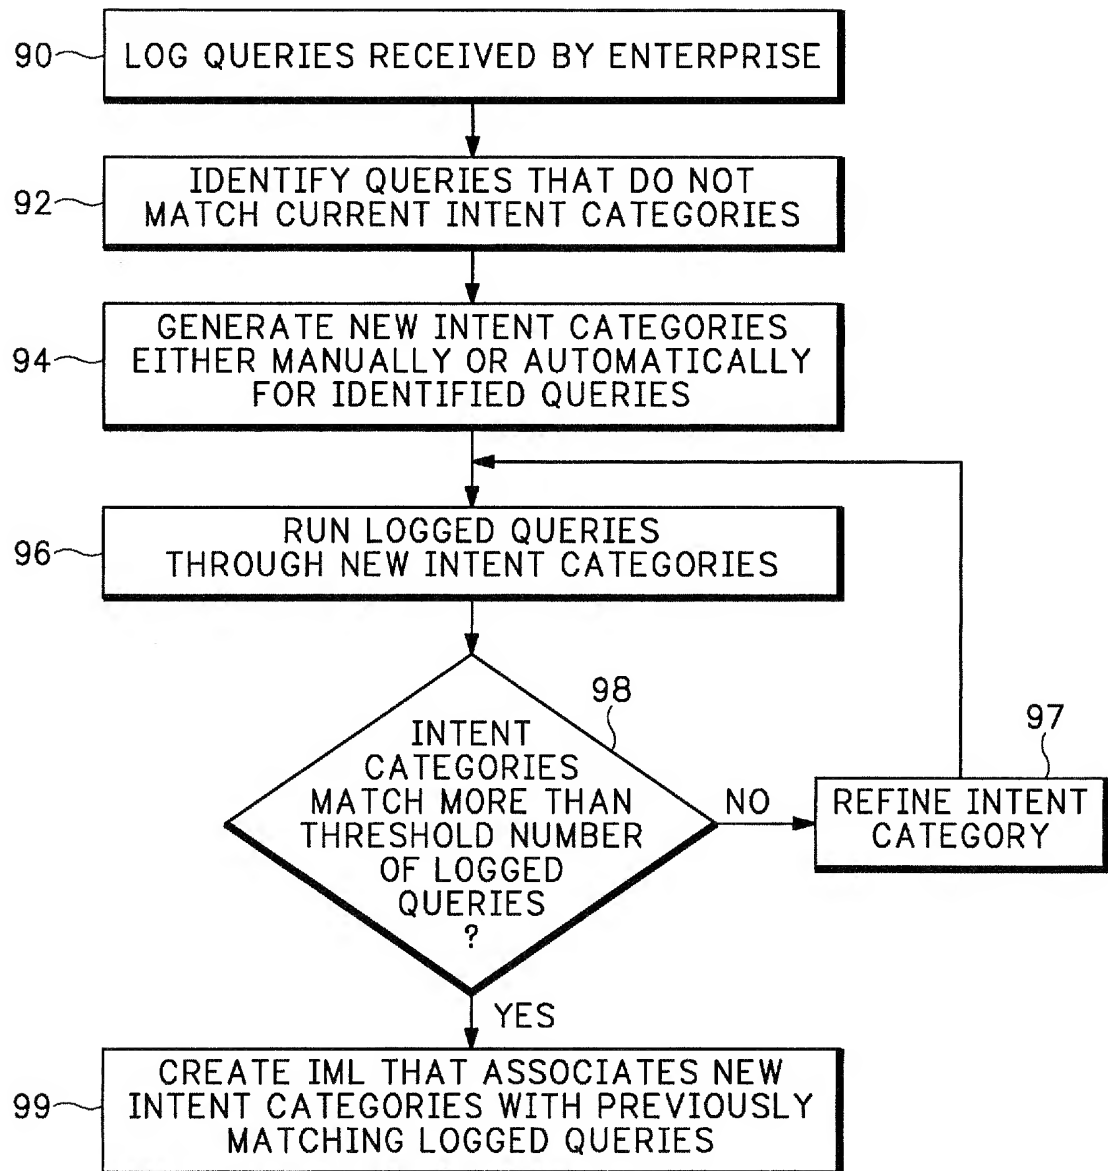 90
LOG QUERIES RECEIVED BY ENTERPRISE
92
IDENTIFY QUERIES THAT DO NOT
MATCH CURRENT INTENT CATEGORIES
94
GENERATE NEW INTENT CATEGORIES
EITHER MANUALLY OR AUTOMATICALLY
FOR IDENTIFIED QUERIES
96
RUN LOGGED QUERIES
THROUGH NEW INTENT CATEGORIES
98
INTENT
CATEGORIES
MATCH MORE THAN
THRESHOLD NUMBER
OF LOGGED
QUERIES
?
NO
97
REFINE INTENT
CATEGORY
YES
99
CREATE IML THAT ASSOCIATES NEW
INTENT CATEGORIES WITH PREVIOUSLY
MATCHING LOGGED QUERIES